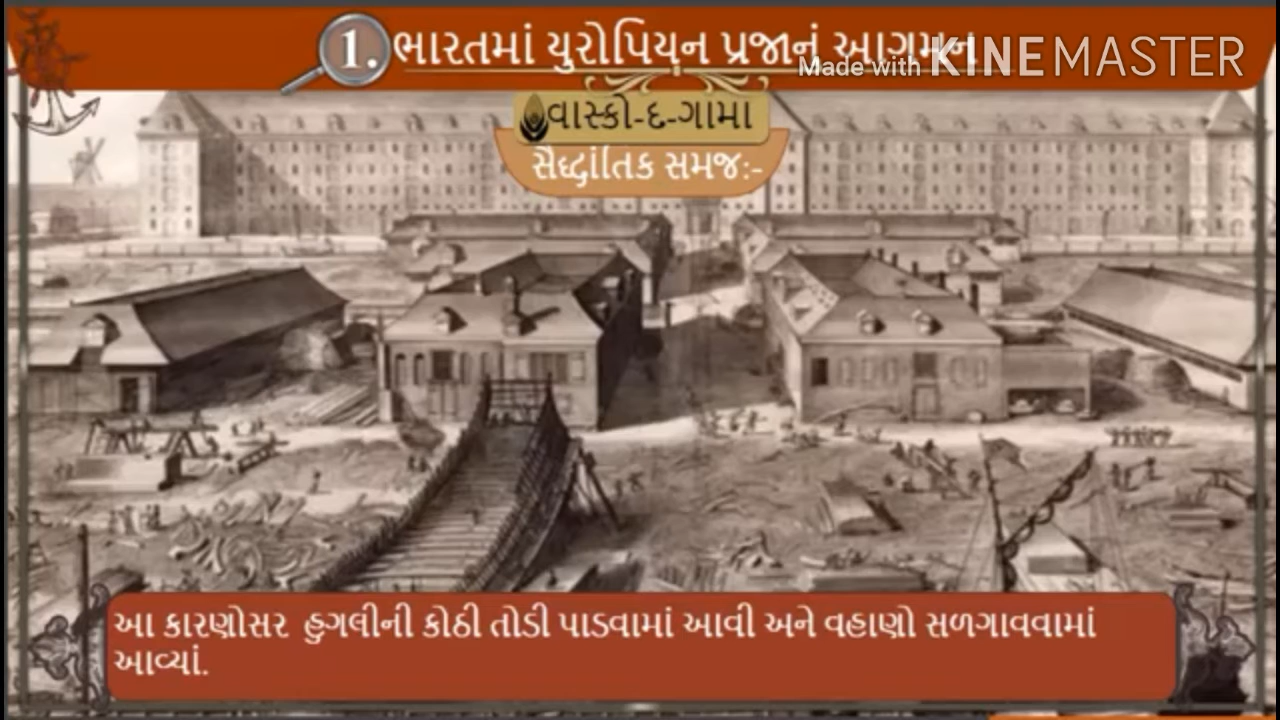 1. ભારતમાં યુરોપિયન પ્રજાનું આગમન
Made with KINEMASTER
વાસ્કો-દ-ગામા
સૈદ્ધાંતિક સમજ:-
આ કારણોસર હુગલીની કોઠી તોડી પાડવામાં આવી અને વહાણો સળગાવવામાં
આવ્યાં.